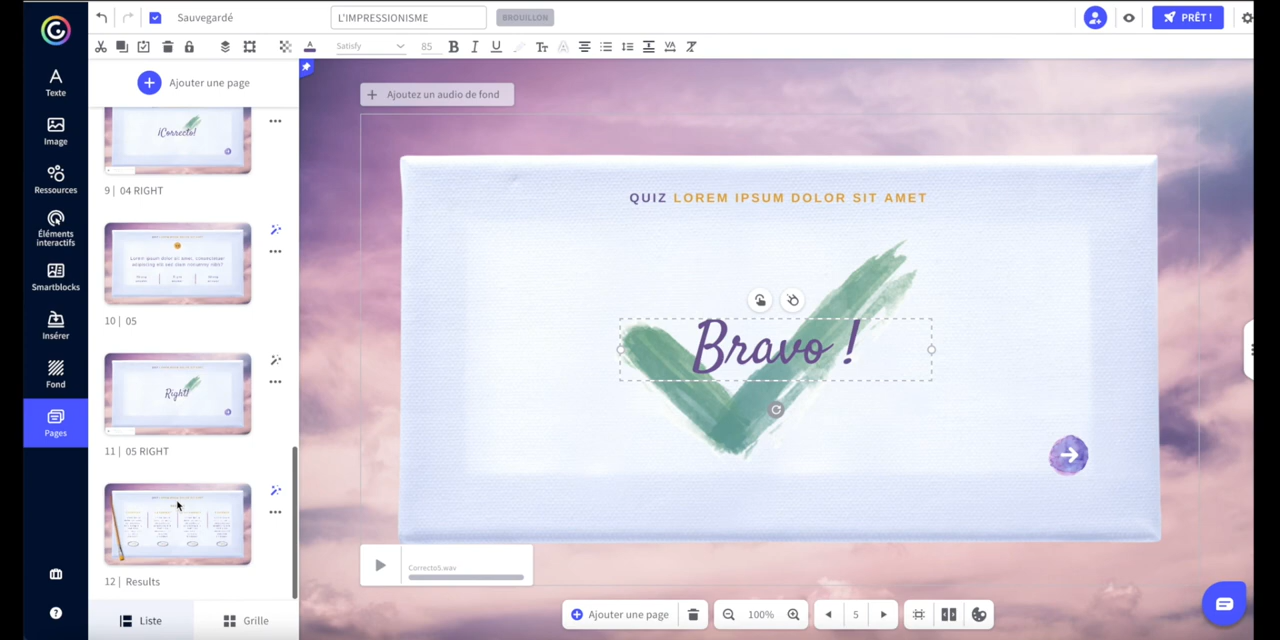 Sauvegardé
L'IMPRESSIONISME
BROUILLON
PRÊT !
Satisfy
85
Texte
Image
Ressources
Éléments
interactifs
Smartblocks
Insérer
Fond
Pages
Ajouter une page
¡Correcto!
9 | 04 RIGHT
10 | 05
Right!
11 | 05 RIGHT
12 | Results
Liste
Grille
Ajoutez un audio de fond
QUIZ LOREM IPSUM DOLOR SIT AMET
Bravo !
Correcto5.wav
Ajouter une page
100%
5